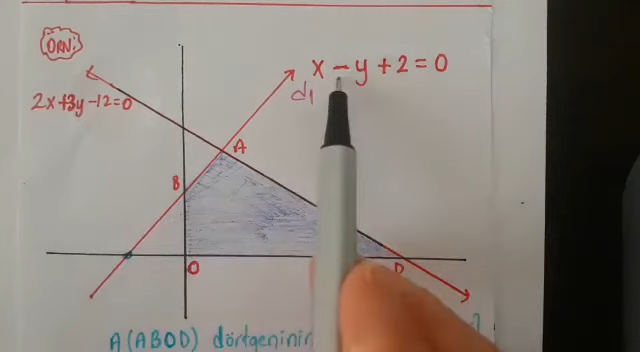 ÖRN:
x - y + 2 = 0
d1
2x+3y-12=0
A
B
O
D
A(ABOD) dörtgeninin